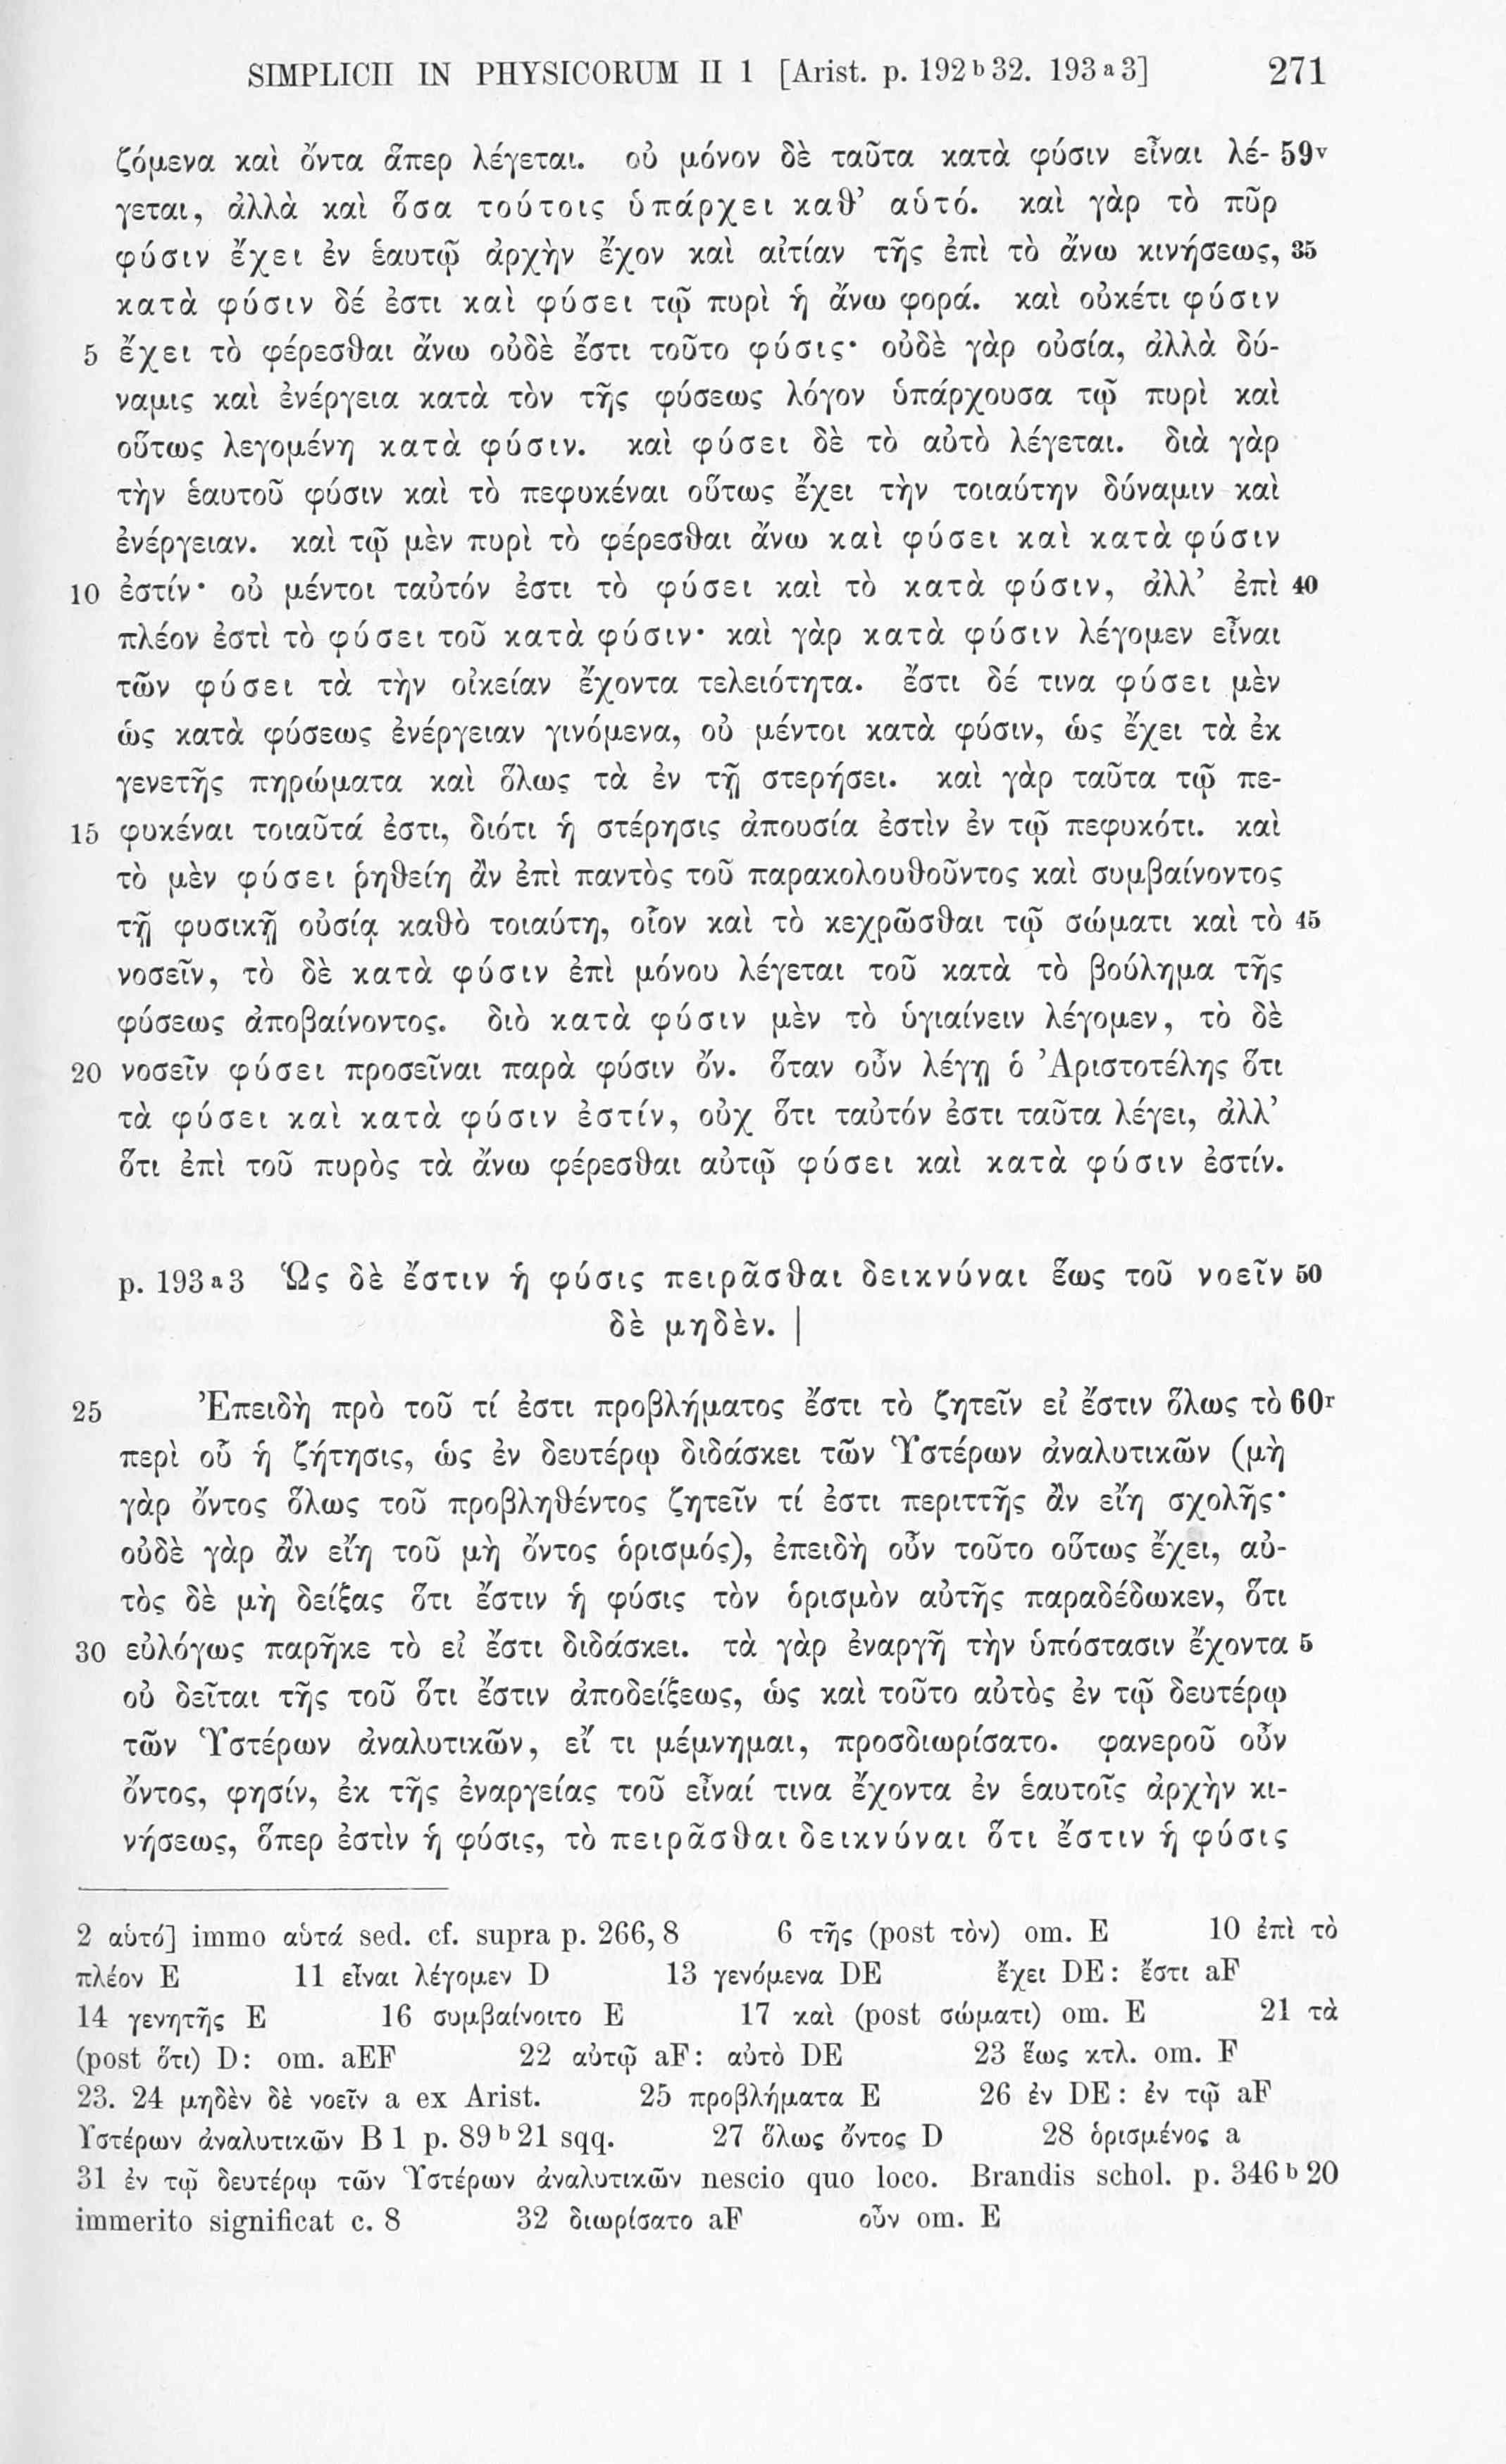 SIMPLICII IN PHYSICORUM II 1 [Arist. p. 192 b 32. 193 a 3] 271
ζόμενα καὶ ὄντα ἅπερ λέγεται. οὐ μόνον δὲ ταῦτα κατὰ φύσιν εἶναι λέ- 59v
γεται, ἀλλὰ καὶ ὅσα τούτοις ὑπάρχει καθ’ αὑτό. καὶ γὰρ τὸ πῦρ
φύσιν ἔχει ἐν ἑαυτῷ ἀρχὴν ἔχον καὶ αἰτίαν τῆς ἐπὶ τὸ ἄνω κινήσεως, 35
κατὰ φύσιν δέ ἐστι καὶ φύσει τῷ πυρὶ ἡ ἄνω φορά. καὶ οὐκέτι φύσιν
5 ἔχει τὸ φέρεσθαι ἄνω οὐδὲ ἔστι τοῦτο φύσις· οὐδὲ γὰρ οὐσία, ἀλλὰ δύ-
ναμις καὶ ἐνέργεια κατὰ τὸν τῆς φύσεως λόγον ὑπάρχουσα τῷ πυρὶ καὶ
οὕτως λεγομένη κατὰ φύσιν. καὶ φύσει δὲ τὸ αὐτὸ λέγεται. διὰ γὰρ
τὴν ἑαυτοῦ φύσιν καὶ τὸ πεφυκέναι οὕτως ἔχει τὴν τοιαύτην δύναμιν καὶ
ἐνέργειαν. καὶ τῷ μὲν πυρὶ τὸ φέρεσθαι ἄνω καὶ φύσει καὶ κατὰ φύσιν
10 ἐστίν· οὐ μέντοι ταὐτόν ἐστι τὸ φύσει καὶ τὸ κατὰ φύσιν, ἀλλ’ ἐπὶ 40
πλέον ἐστὶ τὸ φύσει τοῦ κατὰ φύσιν· καὶ γὰρ κατὰ φύσιν λέγομεν εἶναι
τῶν φύσει τὰ τὴν οἰκείαν ἔχοντα τελειότητα. ἔστι δέ τινα φύσει μὲν
ὡς κατὰ φύσεως ἐνέργειαν γινόμενα, οὐ μέντοι κατὰ φύσιν, ὡς ἔχει τὰ ἐκ
γενετῆς πηρώματα καὶ ὅλως τὰ ἐν τῇ στερήσει. καὶ γὰρ ταῦτα τῷ πε-
15 φυκέναι τοιαῦτά ἐστι, διότι ἡ στέρησις ἀπουσία ἐστὶν ἐν τῷ πεφυκότι. καὶ
τὸ μὲν φύσει ῥηθείη ἂν ἐπὶ παντὸς τοῦ παρακολουθοῦντος καὶ συμβαίνοντος
τῇ φυσικῇ οὐσίᾳ καθὸ τοιαύτη, οἷον καὶ τὸ κεχρῶσθαι τῷ σώματι καὶ τὸ 45
νοσεῖν, τὸ δὲ κατὰ φύσιν ἐπὶ μόνου λέγεται τοῦ κατὰ τὸ βούλημα τῆς
φύσεως ἀποβαίνοντος. διὸ κατὰ φύσιν μὲν τὸ ὑγιαίνειν λέγομεν, τὸ δὲ
20 νοσεῖν φύσει προσεῖναι παρὰ φύσιν ὄν. ὅταν οὖν λέγῃ ὁ Ἀριστοτέλης ὅτι
τὰ φύσει καὶ κατὰ φύσιν ἐστίν, οὐχ ὅτι ταὐτόν ἐστι ταῦτα λέγει, ἀλλ’
ὅτι ἐπὶ τοῦ πυρὸς τὰ ἄνω φέρεσθαι αὐτῷ φύσει καὶ κατὰ φύσιν ἐστίν.
p. 193 a 3 Ὡς δὲ ἔστιν ἡ φύσις πειρᾶσθαι δεικνύναι ἕως τοῦ νοεῖν 50
δὲ μηδὲν. |
25 Ἐπειδὴ πρὸ τοῦ τί ἐστι προβλήματος ἔστι τὸ ζητεῖν εἰ ἔστιν ὅλως τὸ 60r
περὶ οὗ ἡ ζήτησις, ὡς ἐν δευτέρῳ διδάσκει τῶν Ὑστέρων ἀναλυτικῶν (μὴ
γὰρ ὄντος ὅλως τοῦ προβληθέντος ζητεῖν τί ἐστι περιττῆς ἂν εἴη σχολῆς·
οὐδὲ γὰρ ἂν εἴη τοῦ μὴ ὄντος ὁρισμός), ἐπειδὴ οὖν τοῦτο οὕτως ἔχει, αὐ-
τὸς δὲ μὴ δείξας ὅτι ἔστιν ἡ φύσις τὸν ὁρισμὸν αὐτῆς παραδέδωκεν, ὅτι
30 εὐλόγως παρῆκε τὸ εἰ ἔστι διδάσκει. τὰ γὰρ ἐναργῆ τὴν ὑπόστασιν ἔχοντα 5
οὐ δεῖται τῆς τοῦ ὅτι ἔστιν ἀποδείξεως, ὡς καὶ τοῦτο αὐτὸς ἐν τῷ δευτέρῳ
τῶν Ὑστέρων ἀναλυτικῶν, εἴ τι μέμνημαι, προσδιωρίσατο. φανεροῦ οὖν
ὄντος, φησίν, ἐκ τῆς ἐναργείας τοῦ εἶναί τινα ἔχοντα ἐν ἑαυτοῖς ἀρχὴν κι-
νήσεως, ὅπερ ἐστὶν ἡ φύσις, τὸ πειρᾶσθαι δεικνύναι ὅτι ἔστιν ἡ φύσις
2 αὑτό] immo αὑτά sed. cf. supra p. 266, 8 6 τῆς (post τὸν) om. E 10 ἐπὶ τὸ
πλέον E 11 εἶναι λέγομεν D 13 γενόμενα DE ἔχει DE: ἔστι aF
14 γενητῆς E 16 συμβαίνοιτο E 17 καὶ (post σώματι) om. E 21 τὰ
(post ὅτι) D: om. aEF 22 αὐτῷ aF: αὐτὸ DE 23 ἕως κτλ. om. F
23. 24 μηδὲν δὲ νοεῖν a ex Arist. 25 προβλήματα E 26 ἐν DE: ἐν τῷ aF
Ὑστέρων ἀναλυτικῶν B 1 p. 89 b 21 sqq. 27 ὅλως ὄντος D 28 ὁρισμένος a
31 ἐν τῷ δευτέρῳ τῶν Ὑστέρων ἀναλυτικῶν nescio quo loco. Brandis schol. p. 346 b 20
immerito significat c. 8 32 διωρίσατο aF οὖν om. E